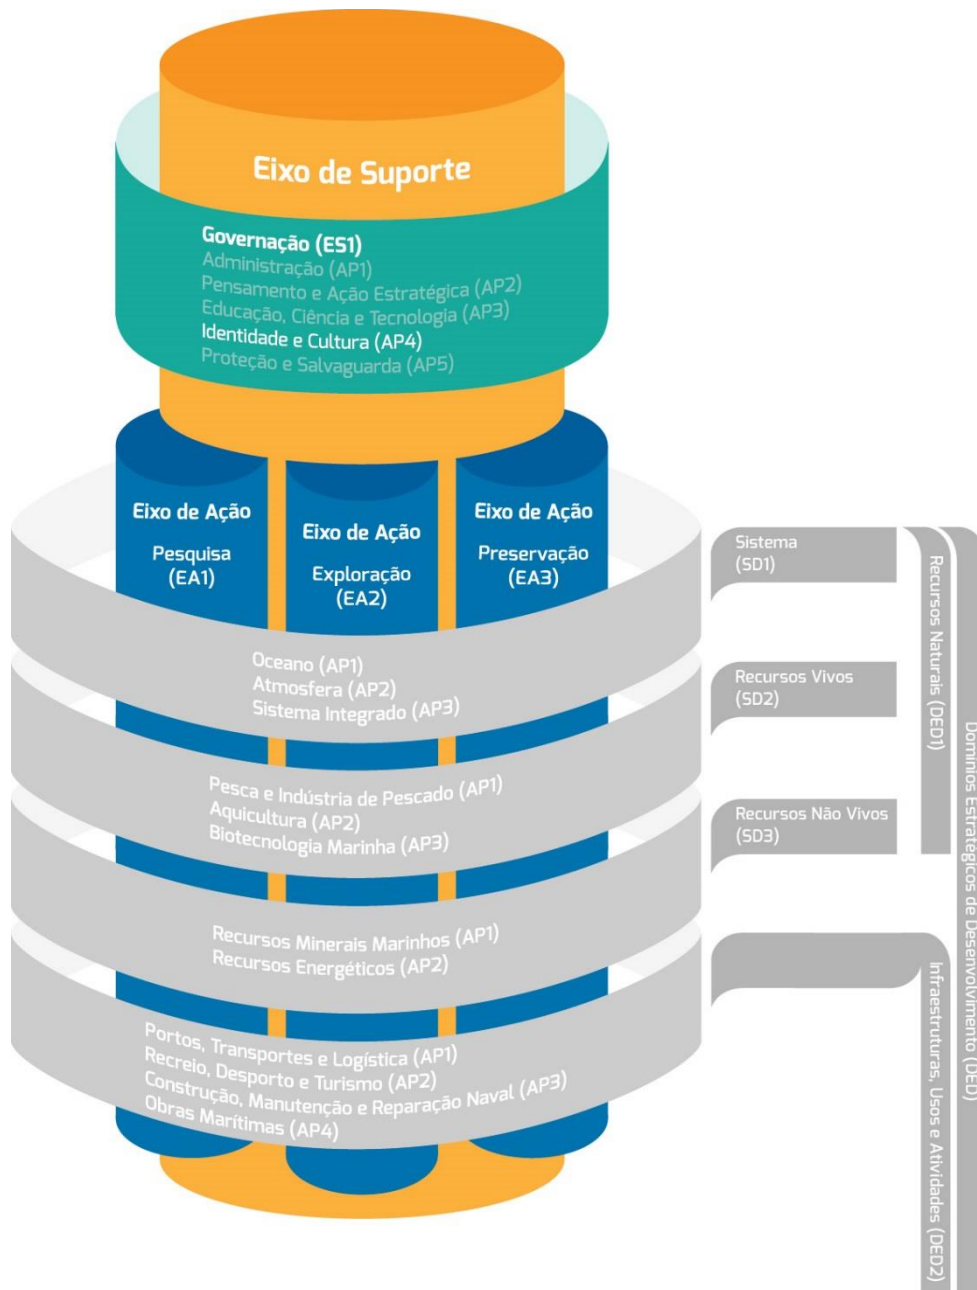 Eixo de Suporte
Governação (ES1)
Administração (AP1)
Pensamento e Ação Estratégica (AP2)
Educação, Ciência e Tecnologia (AP3)
Identidade e Cultura (AP4)
Proteção e Salvaguarda (AP5)
Eixo de Ação
Pesquisa
(EA1)
Eixo de Ação
Exploração
(EA2)
Eixo de Ação
Preservação
(EA3)
Oceano (AP1)
Atmosfera (AP2)
Sistema Integrado (AP3)
Sistema
(SD1)
Pesca e Indústria de Pescado (AP1)
Aquicultura (AP2)
Biotecnologia Marinha (AP3)
Recursos Vivos
(SD2)
Recursos Minerais Marinhos (AP1)
Recursos Energéticos (AP2)
Recursos Não Vivos
(SD3)
Portos, Transportes e Logística (AP1)
Recreio, Desporto e Turismo (AP2)
Construção, Manutenção e Reparação Naval (AP3)
Obras Marítimas (AP4)
Recursos Naturais (DED1)
Infraestruturas, Usos e Atividades (DED2)
Domínios Estratégicos de Desenvolvimento (DED)